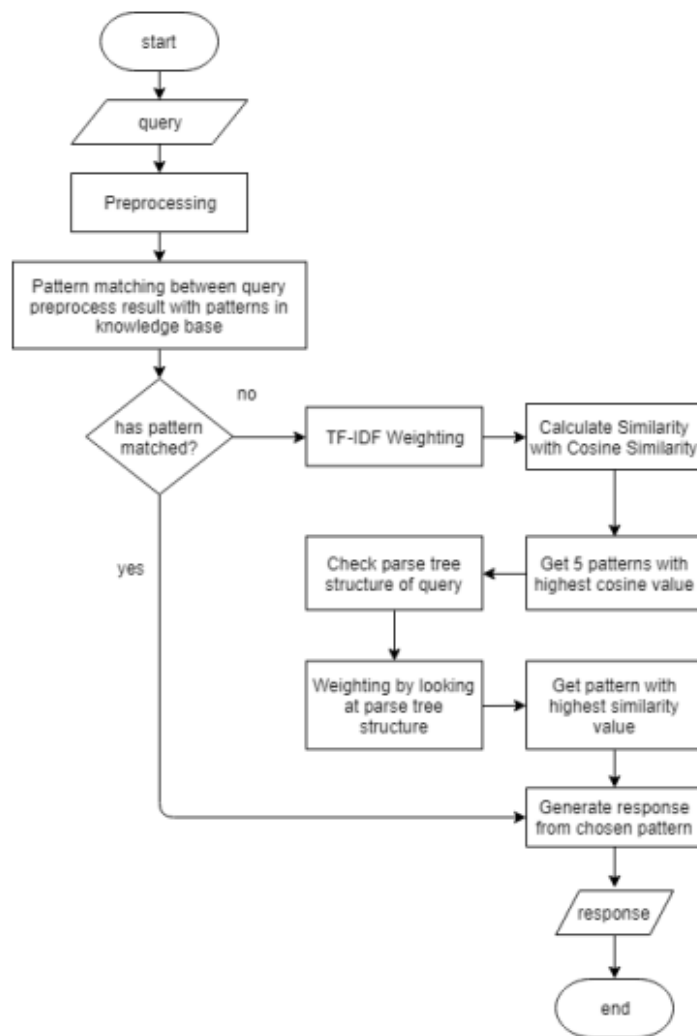 start
query
Preprocessing
Pattern matching between query
preprocess result with patterns in
knowledge base
has pattern
matched?
no
yes
TF-IDF Weighting
Calculate Similarity
with Cosine Similarity
Get 5 patterns with
highest cosine value
Check parse tree
structure of query
Weighting by looking
at parse tree
structure
Get pattern with
highest similarity
value
Generate response
from chosen pattern
response
end